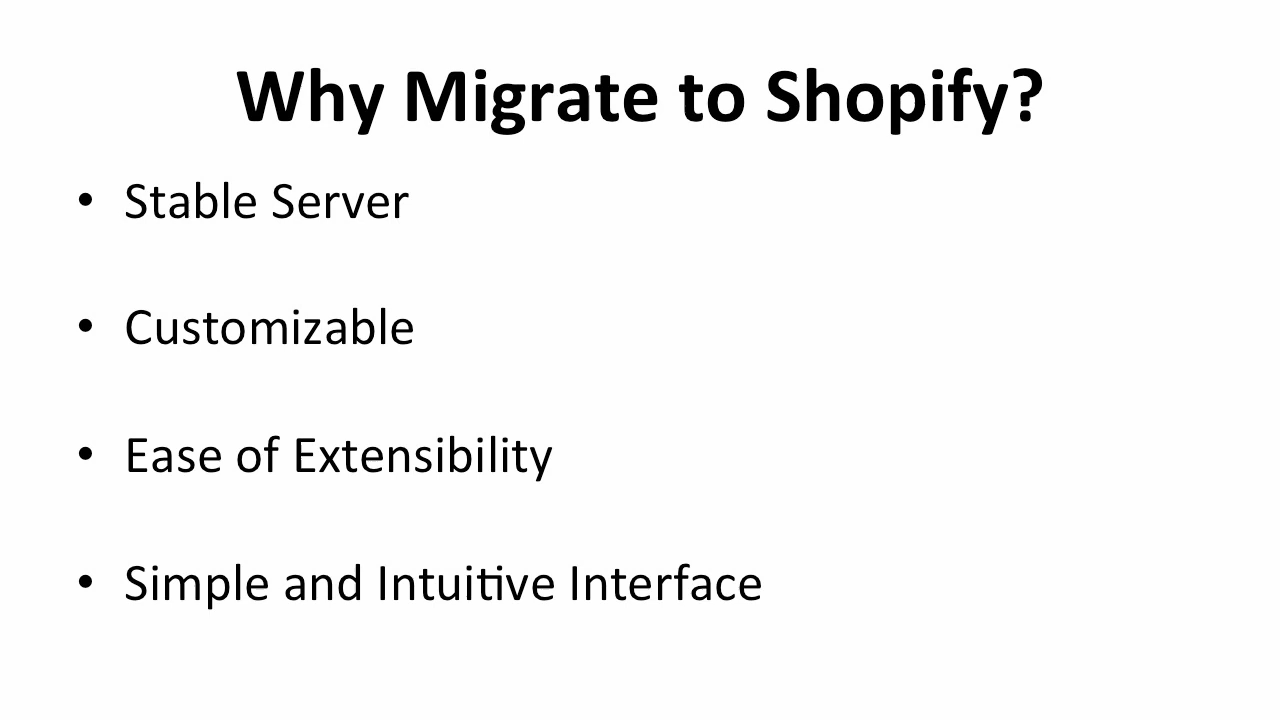 Why Migrate to Shopify?
• Stable Server
• Customizable
• Ease of Extensibility
• Simple and Intuitive Interface